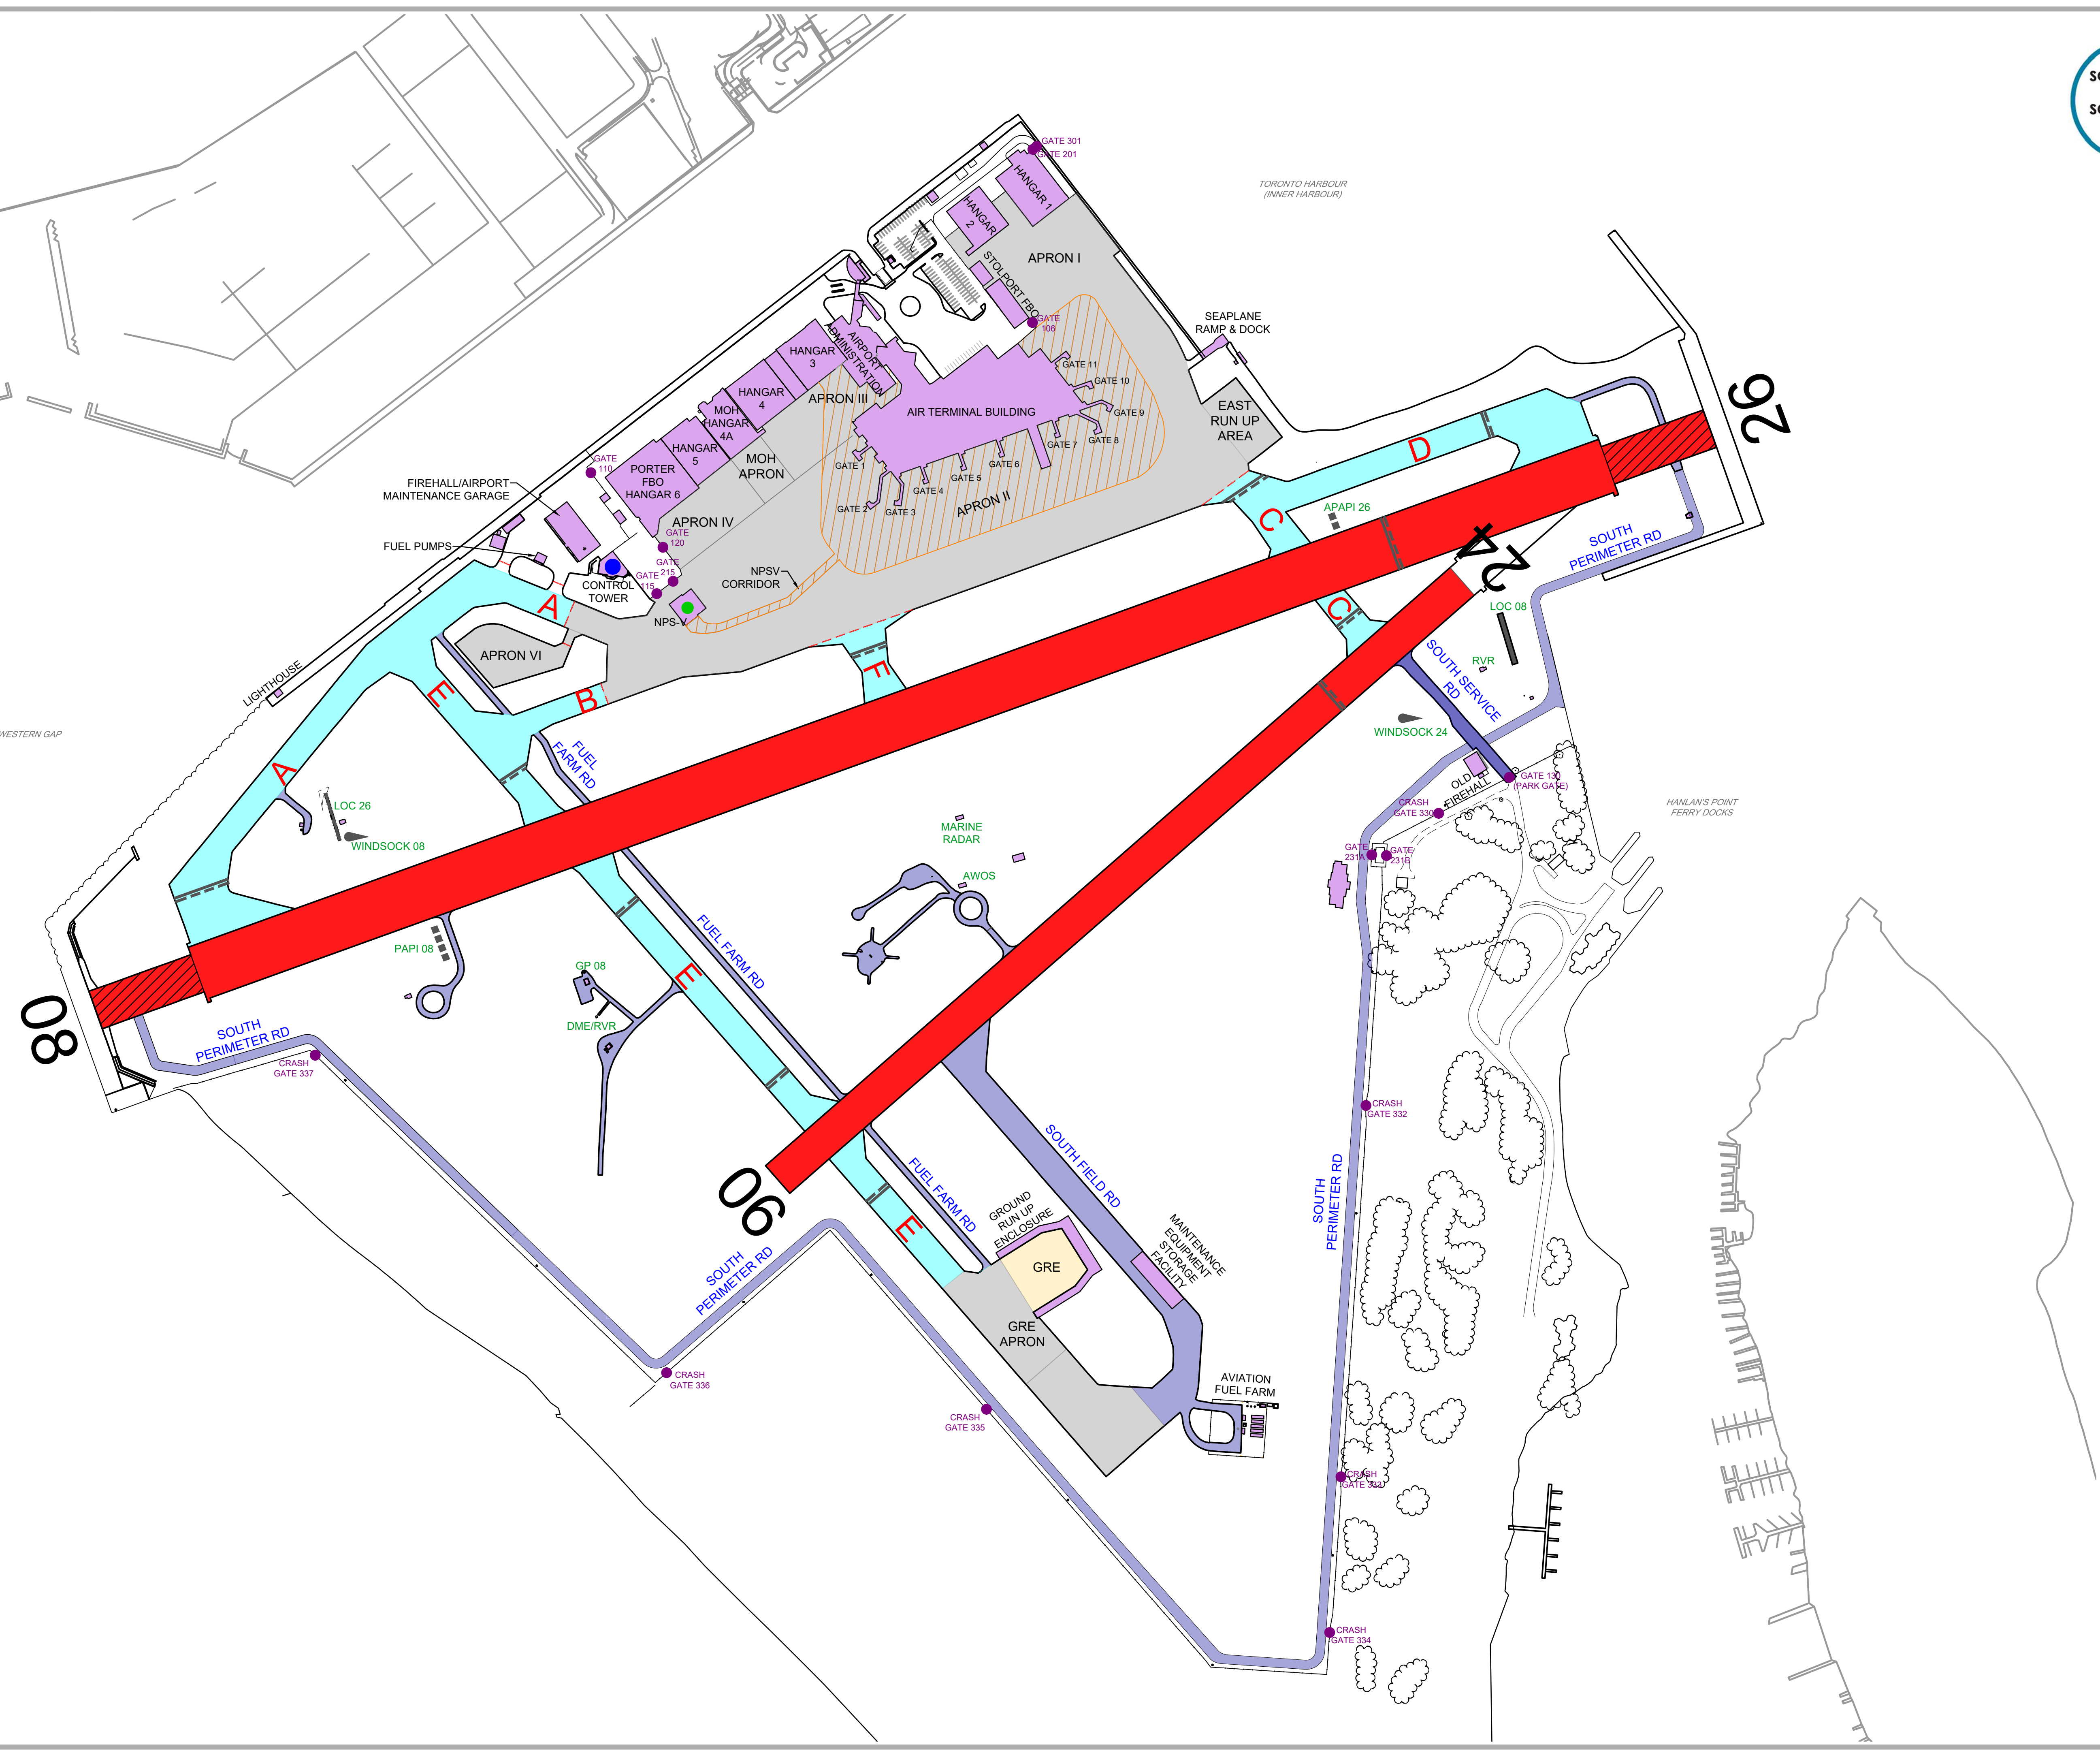 GATE 301
GATE 201
SO
SO
HANGAR 1
HANGAR
2
TORONTO HARBOUR
(INNER HARBOUR)
APRON I
STOLPORT FBO
GATE
106
SEAPLANE
RAMP & DOCK
AIRPORT
ADMINISTRATION
HANGAR
3
HANGAR
4
APRON III
MOH
HANGAR
4A
HANGAR
5
MOH
APRON
PORTER
FBO
HANGAR 6
APRON IV
AIR TERMINAL BUILDING
GATE 11
GATE 10
GATE 9
GATE 8
GATE 7
GATE 6
GATE 5
GATE 4
GATE 3
GATE 2
GATE 1
APRON II
EAST
RUN UP
AREA
26
D
C
C
APAPI 26
24
SOUTH
PERIMETER RD
LOC 08
RVR
SOUTH SERVICE
RD
WINDSOCK 24
GATE
110
FIREHALL/AIRPORT
MAINTENANCE GARAGE
FUEL PUMPS
GATE
120
GATE
215
GATE
115
CONTROL
TOWER
NPSV
CORRIDOR
NPS-V
A
APRON VI
E
B
F
LIGHTHOUSE
WESTERN GAP
A
FUEL
FARM RD
LOC 26
WINDSOCK 08
OLD
FIREHALL
GATE 130
(PARK GATE)
CRASH
GATE 330
HANLAN'S POINT
FERRY DOCKS
GATE
231A
GATE
231B
MARINE
RADAR
AWOS
PAPI 08
GP 08
DME/RVR
E
FUEL FARM RD
08
SOUTH
PERIMETER RD
CRASH
GATE 337
CRASH
GATE 332
06
FUEL FARM RD
SOUTH FIELD RD
E
GROUND
RUN UP
ENCLOSURE
GRE
MAINTENANCE
EQUIPMENT
STORAGE
FACILITY
SOUTH
PERIMETER RD
SOUTH
PERIMETER RD
GRE
APRON
CRASH
GATE 336
AVIATION
FUEL FARM
CRASH
GATE 335
CRASH
GATE 333
CRASH
GATE 334